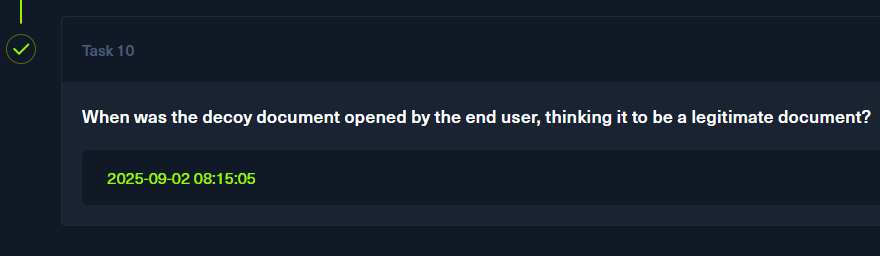 Task 10
When was the decoy document opened by the end user, thinking it to be a legitimate document?
2025-09-02 08:15:05